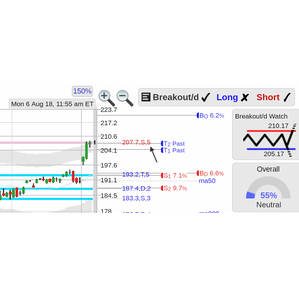 150%
Breakout/d ✓ Long ✗ Short ✓
Mon 6 Aug 18, 11:55 am ET
223.7
217.2
210.6
204.1
197.6
191.1
184.5
178
B○ 6.2%
207.7,S,5
T2 Past
T1 Past
193.2,T,5
S1 7.1%
B○ 6.6%
ma50
187.4,D,2
S2 9.7%
183.3,S,3
Breakout/d Watch
210.17
205.17
Overall
55%
Neutral